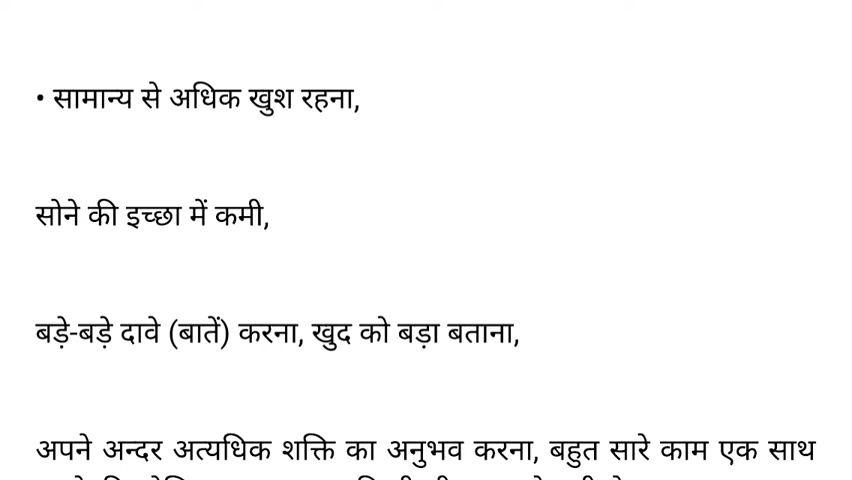 • सामान्य से अधिक खुश रहना,
सोने की इच्छा में कमी,
बड़े-बड़े दावे (बातें) करना, खुद को बड़ा बताना,
अपने अन्दर अत्यधिक शक्ति का अनुभव करना, बहुत सारे काम एक साथ